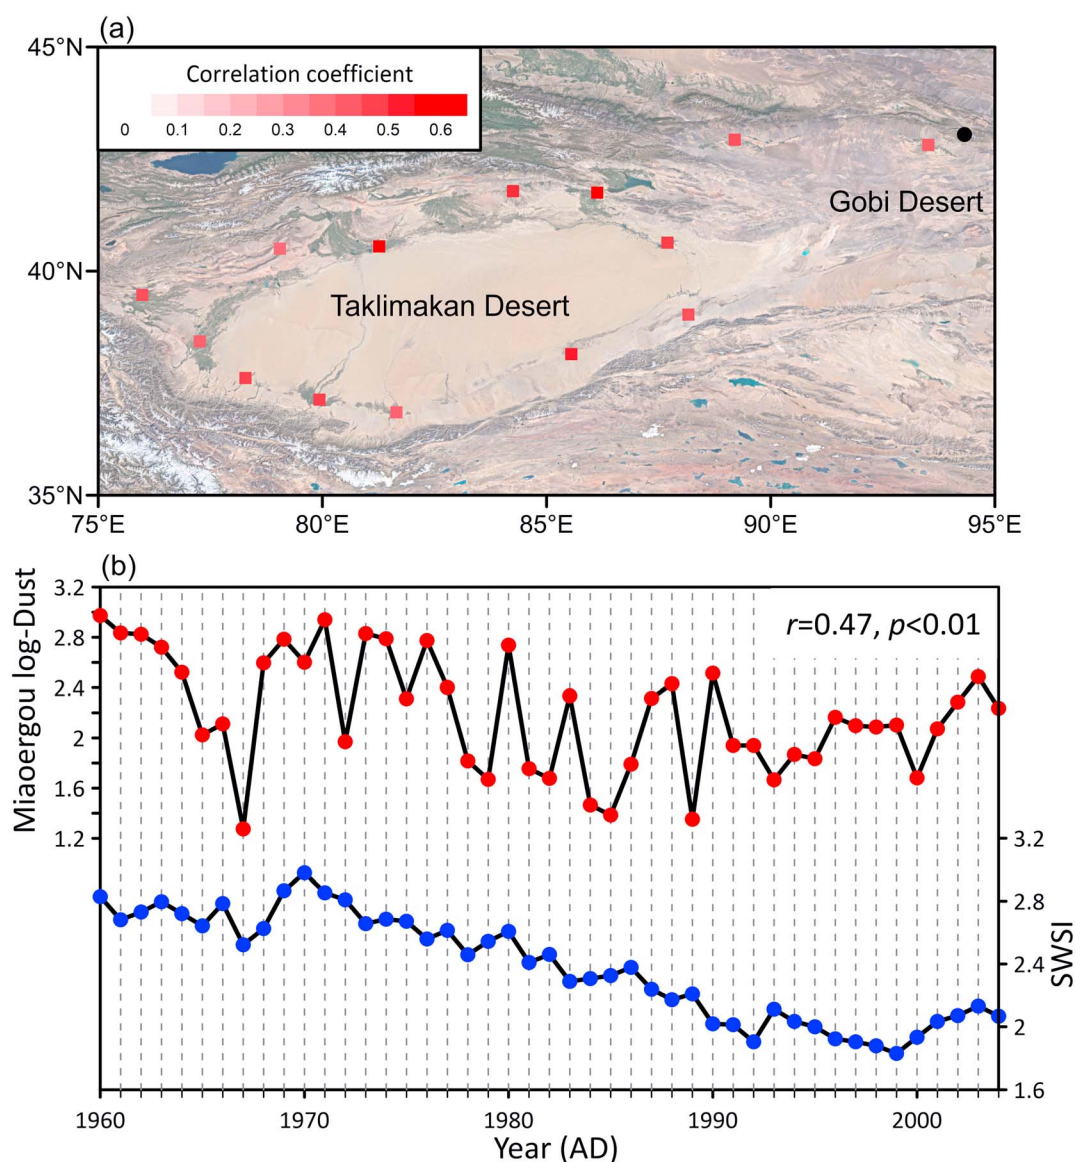 (a)
45°N
Correlation coefficient
0 0.1 0.2 0.3 0.4 0.5 0.6
Gobi Desert
40°N
Taklimakan Desert
35°N
75°E 80°E 85°E 90°E 95°E
(b)
Miaoergou log-Dust
3.2
2.8
2.4
2
1.6
1.2
r=0.47, p<0.01
3.2
2.8
2.4
2
1.6
SWSI
1960 1970 1980 1990 2000
Year (AD)